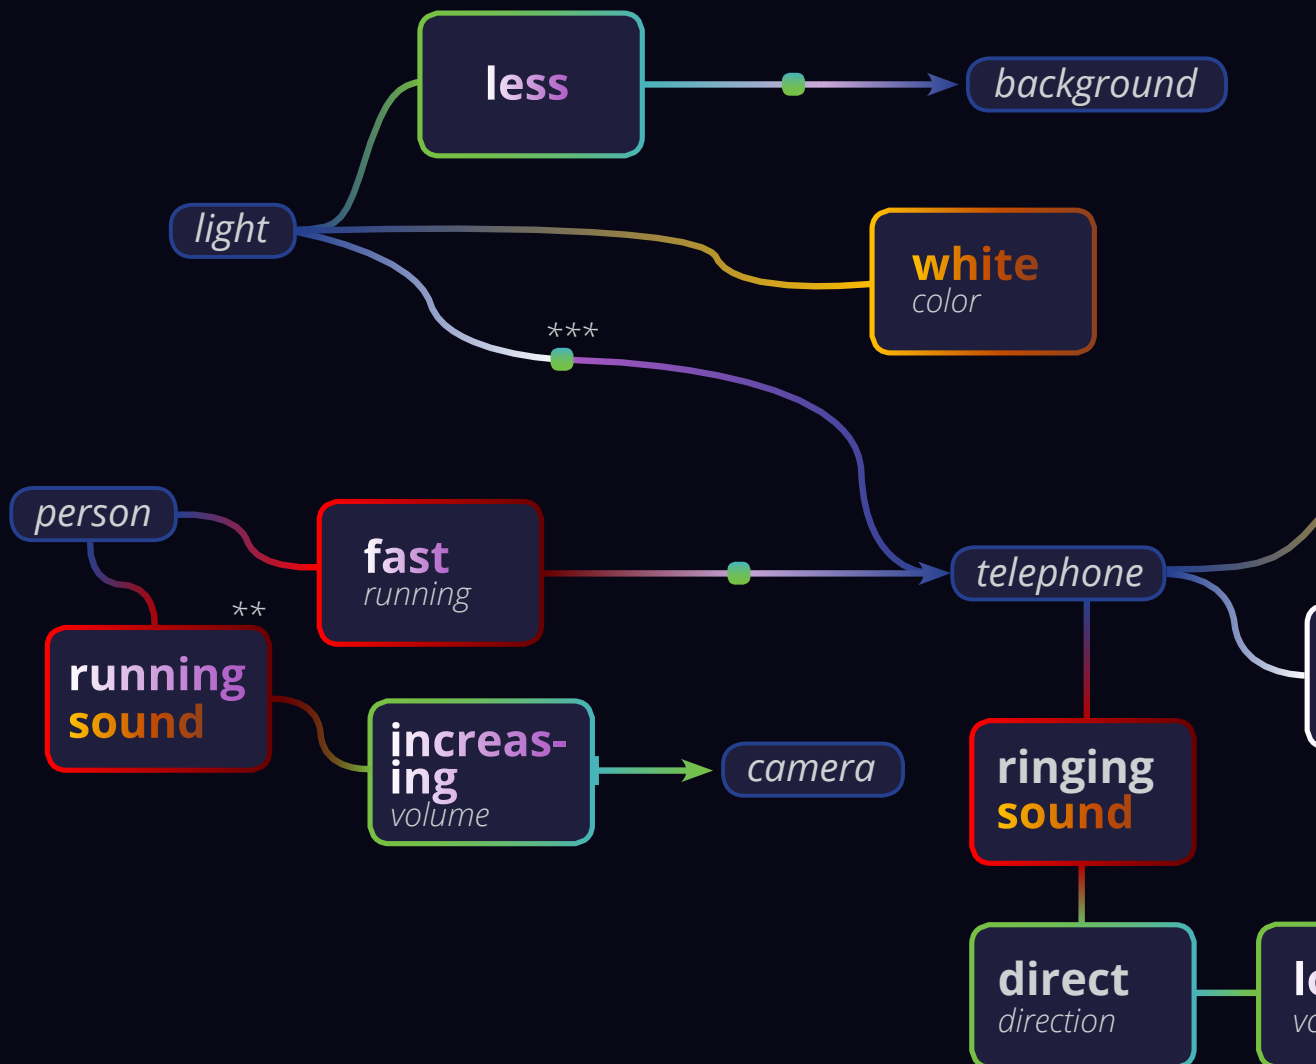 less
background
light
white
color
***
person
fast
running
telephone
**
running
sound
increas-
ing
volume
camera
ringing
sound
direct
direction